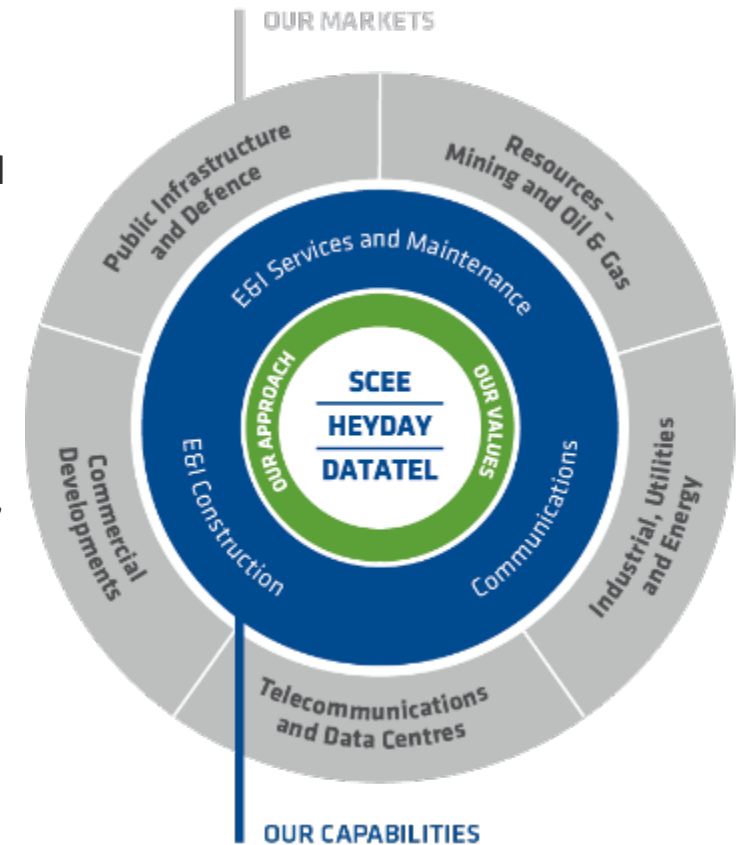 OUR MARKETS
Public Infrastructure
and Defence
Resources –
Mining and Oil & Gas
E&I Services and Maintenance
OUR APPROACH
OUR VALUES
SCEE
HEYDAY
DATATEL
E&I Construction
Communications
Commercial
Developments
Industrial, Utilities
and Energy
Telecommunications
and Data Centres
OUR CAPABILITIES